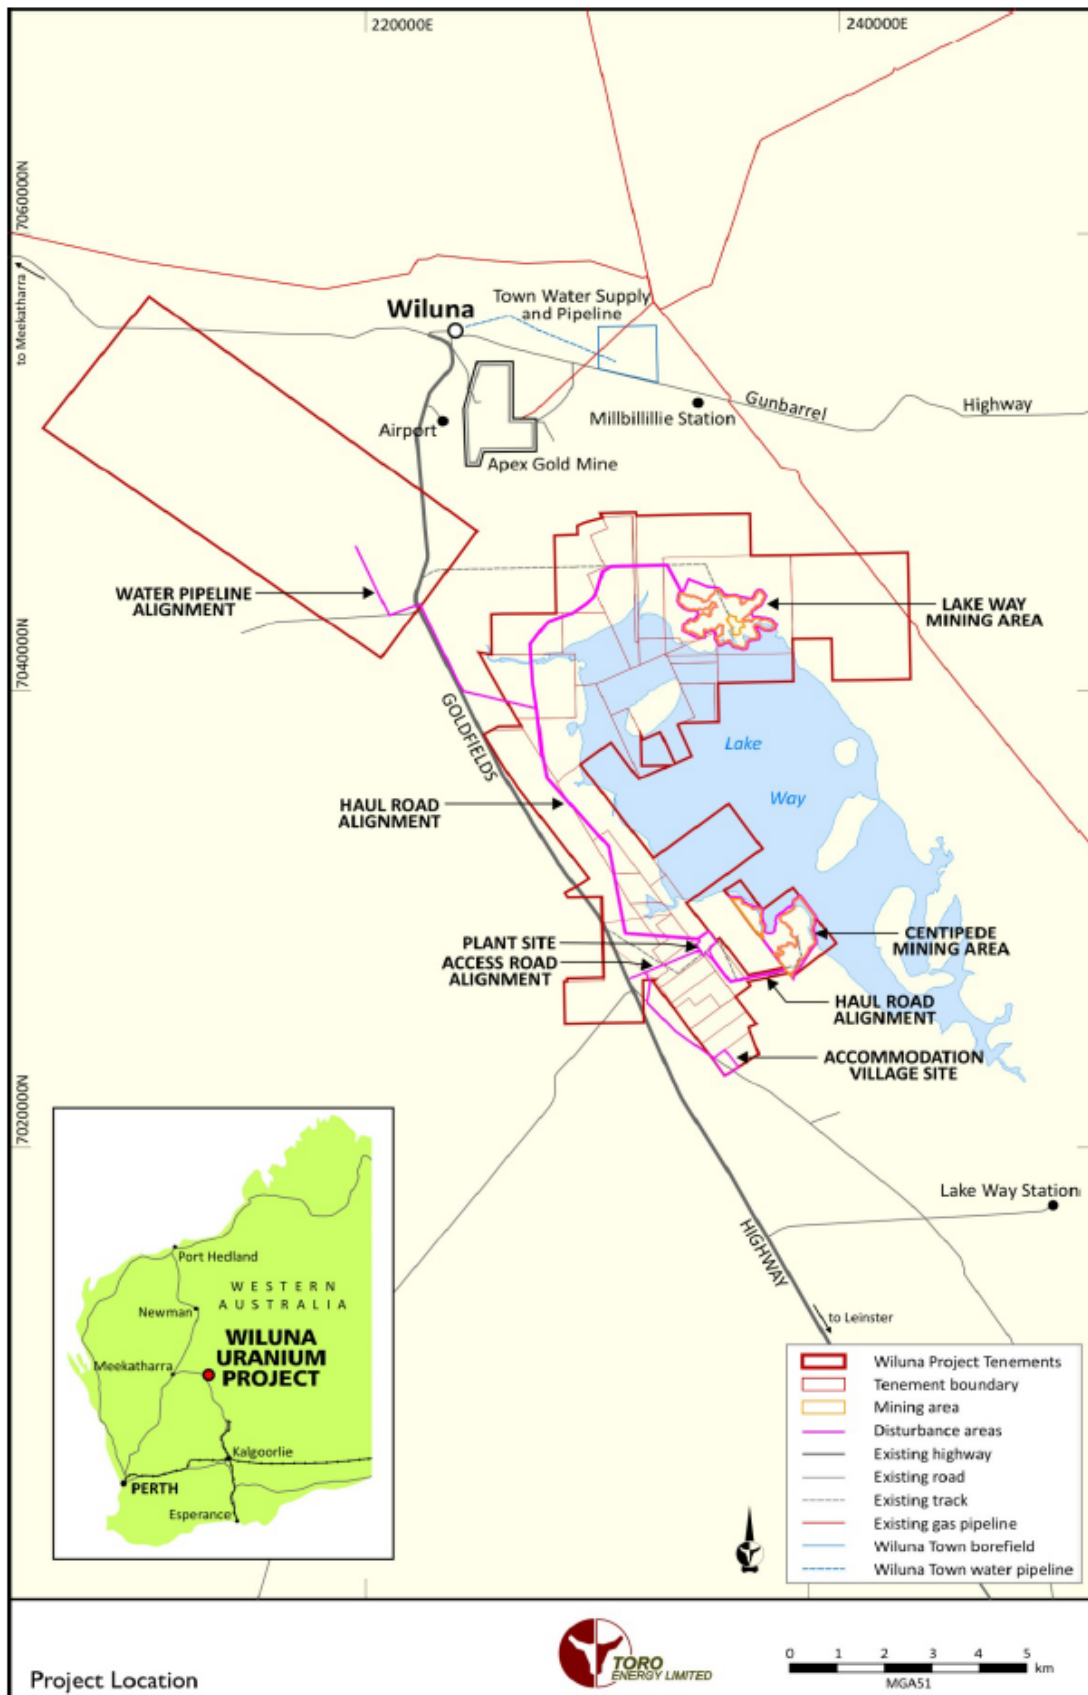 220000E
240000E
7060000N
to Meekatharra
Wiluna
Town Water Supply
and Pipeline
Gunbarrel
Highway
Millbillillie Station
Airport
Apex Gold Mine
WATER PIPELINE
ALIGNMENT
LAKE WAY
MINING AREA
7040000N
GOLDFIELDS
Lake
Way
HAUL ROAD
ALIGNMENT
PLANT SITE
ACCESS ROAD
ALIGNMENT
CENTIPEDE
MINING AREA
HAUL ROAD
ALIGNMENT
ACCOMMODATION
VILLAGE SITE
7020000N
Lake Way Station
HIGHWAY
to Leinster
Port Hedland
WESTERN
AUSTRALIA
Newman
WILUNA
URANIUM
PROJECT
Meekatharra
Kalgoorlie
PERTH
Esperance
Wiluna Project Tenements
Tenement boundary
Mining area
Disturbance areas
Existing highway
Existing road
Existing track
Existing gas pipeline
Wiluna Town borefield
Wiluna Town water pipeline
Project Location
TORO
ENERGY LIMITED
0 1 2 3 4 5
km
MGA51